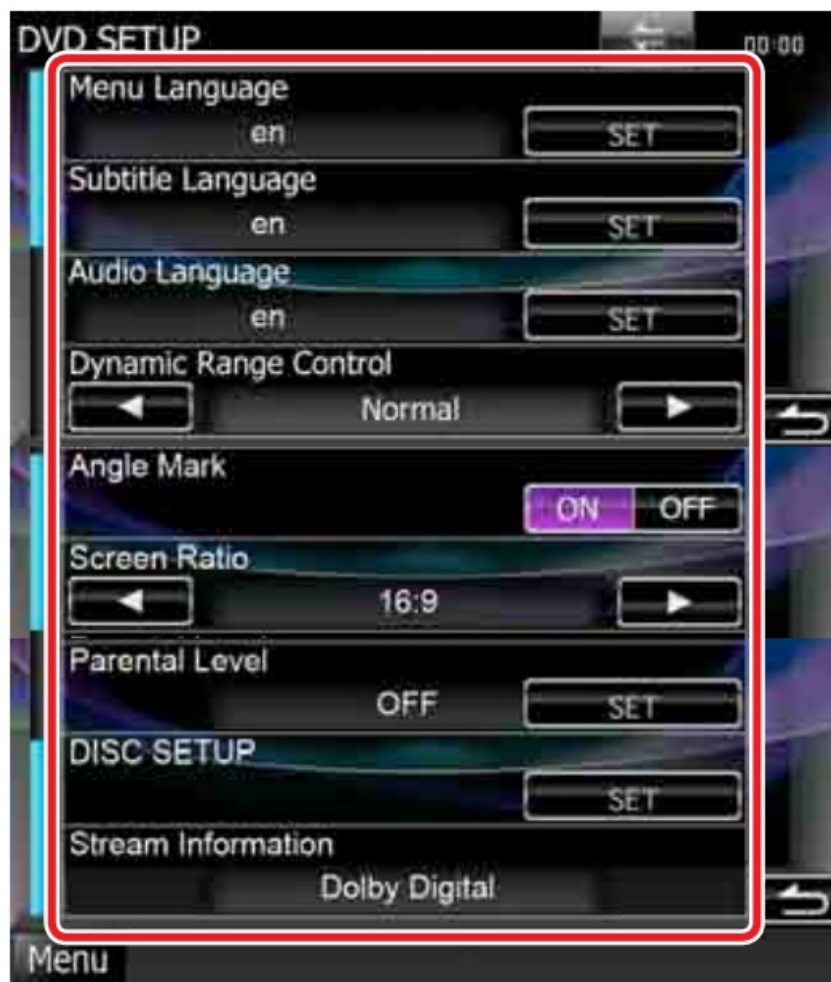 DVD SETUP 00:00
Menu Language
en SET
Subtitle Language
en SET
Audio Language
en SET
Dynamic Range Control
Normal
Angle Mark
ON OFF
Screen Ratio
16:9
Parental Level
OFF SET
DISC SETUP
SET
Stream Information
Dolby Digital
Menu